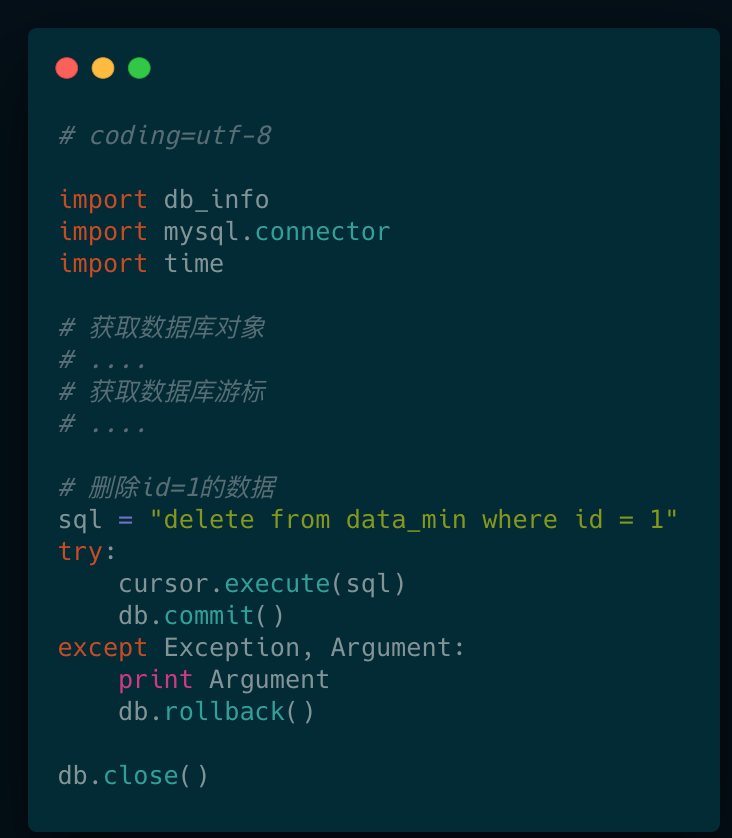 # coding=utf-8
import db_info
import mysql.connector
import time
# 获取数据库对象
# ....
# 获取数据库游标
# ....
# 删除id=1的数据
sql = "delete from data_min where id = 1"
try:
    cursor.execute(sql)
    db.commit()
except Exception, Argument:
    print Argument
    db.rollback()
db.close()